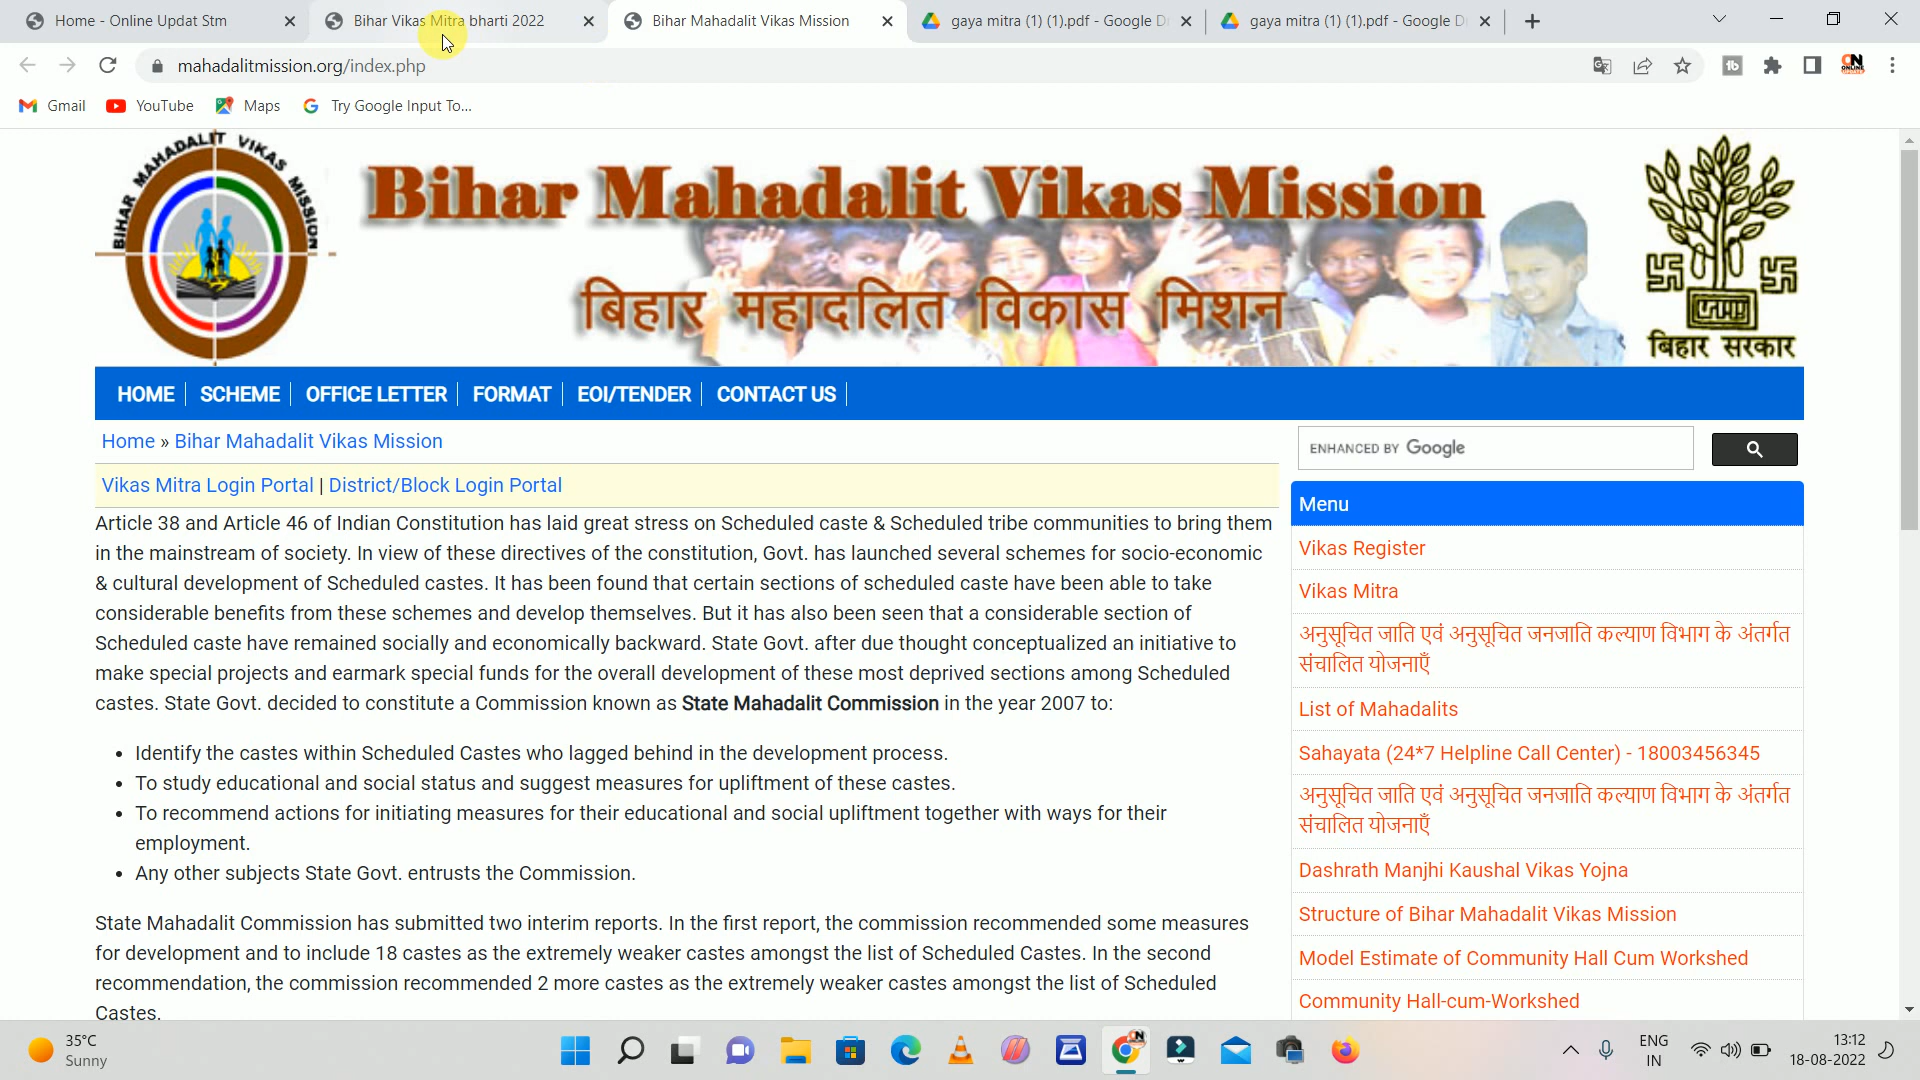 Home - Online Updat Stm
Bihar Vikas Mitra bharti 2022
Bihar Mahadalit Vikas Mission
gaya mitra (1) (1).pdf - Google Dr
gaya mitra (1) (1).pdf - Google Dr
mahadalitmission.org/index.php
Gmail
YouTube
Maps
Try Google Input To...
BIHAR MAHADALIT VIKAS MISSION
Bihar Mahadalit Vikas Mission
बिहार महादलित विकास मिशन
बिहार सरकार
HOME
SCHEME
OFFICE LETTER
FORMAT
EOI/TENDER
CONTACT US
Home » Bihar Mahadalit Vikas Mission
Vikas Mitra Login Portal | District/Block Login Portal
Article 38 and Article 46 of Indian Constitution has laid great stress on Scheduled caste & Scheduled tribe communities to bring them
in the mainstream of society. In view of these directives of the constitution, Govt. has launched several schemes for socio-economic
& cultural development of Scheduled castes. It has been found that certain sections of scheduled caste have been able to take
considerable benefits from these schemes and develop themselves. But it has also been seen that a considerable section of
Scheduled caste have remained socially and economically backward. State Govt. after due thought conceptualized an initiative to
make special projects and earmark special funds for the overall development of these most deprived sections among Scheduled
castes. State Govt. decided to constitute a Commission known as State Mahadalit Commission in the year 2007 to:
Identify the castes within Scheduled Castes who lagged behind in the development process.
To study educational and social status and suggest measures for upliftment of these castes.
To recommend actions for initiating measures for their educational and social upliftment together with ways for their
employment.
Any other subjects State Govt. entrusts the Commission.
State Mahadalit Commission has submitted two interim reports. In the first report, the commission recommended some measures
for development and to include 18 castes as the extremely weaker castes amongst the list of Scheduled Castes. In the second
recommendation, the commission recommended 2 more castes as the extremely weaker castes amongst the list of Scheduled
Castes.
ENHANCED BY Google
Menu
Vikas Register
Vikas Mitra
अनुसूचित जाति एवं अनुसूचित जनजाति कल्याण विभाग के अंतर्गत
संचालित योजनाएँ
List of Mahadalits
Sahayata (24*7 Helpline Call Center) - 18003456345
अनुसूचित जाति एवं अनुसूचित जनजाति कल्याण विभाग के अंतर्गत
संचालित योजनाएँ
Dashrath Manjhi Kaushal Vikas Yojna
Structure of Bihar Mahadalit Vikas Mission
Model Estimate of Community Hall Cum Workshed
Community Hall-cum-Workshed
35°C
Sunny
ENG
IN
13:12
18-08-2022